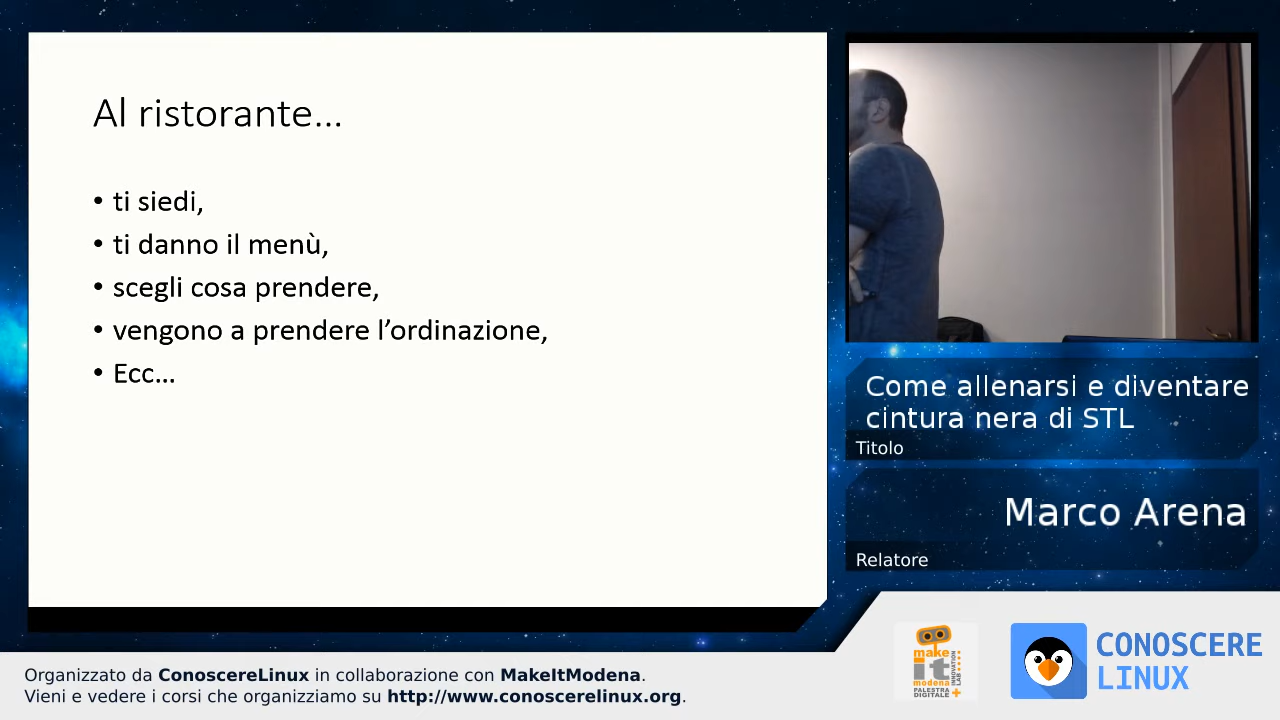 Al ristorante...
• ti siedi,
• ti danno il menù,
• scegli cosa prendere,
• vengono a prendere l’ordinazione,
• Ecc...
Come allenarsi e diventare
cintura nera di STL
Titolo
Marco Arena
Relatore
Organizzato da ConoscereLinux in collaborazione con MakeItModena.
Vieni e vedere i corsi che organizziamo su http://www.conoscerelinux.org.
make
it
modena
PALESTRA
DIGITALE
INNOVATION
LAB
CONOSCERE
LINUX